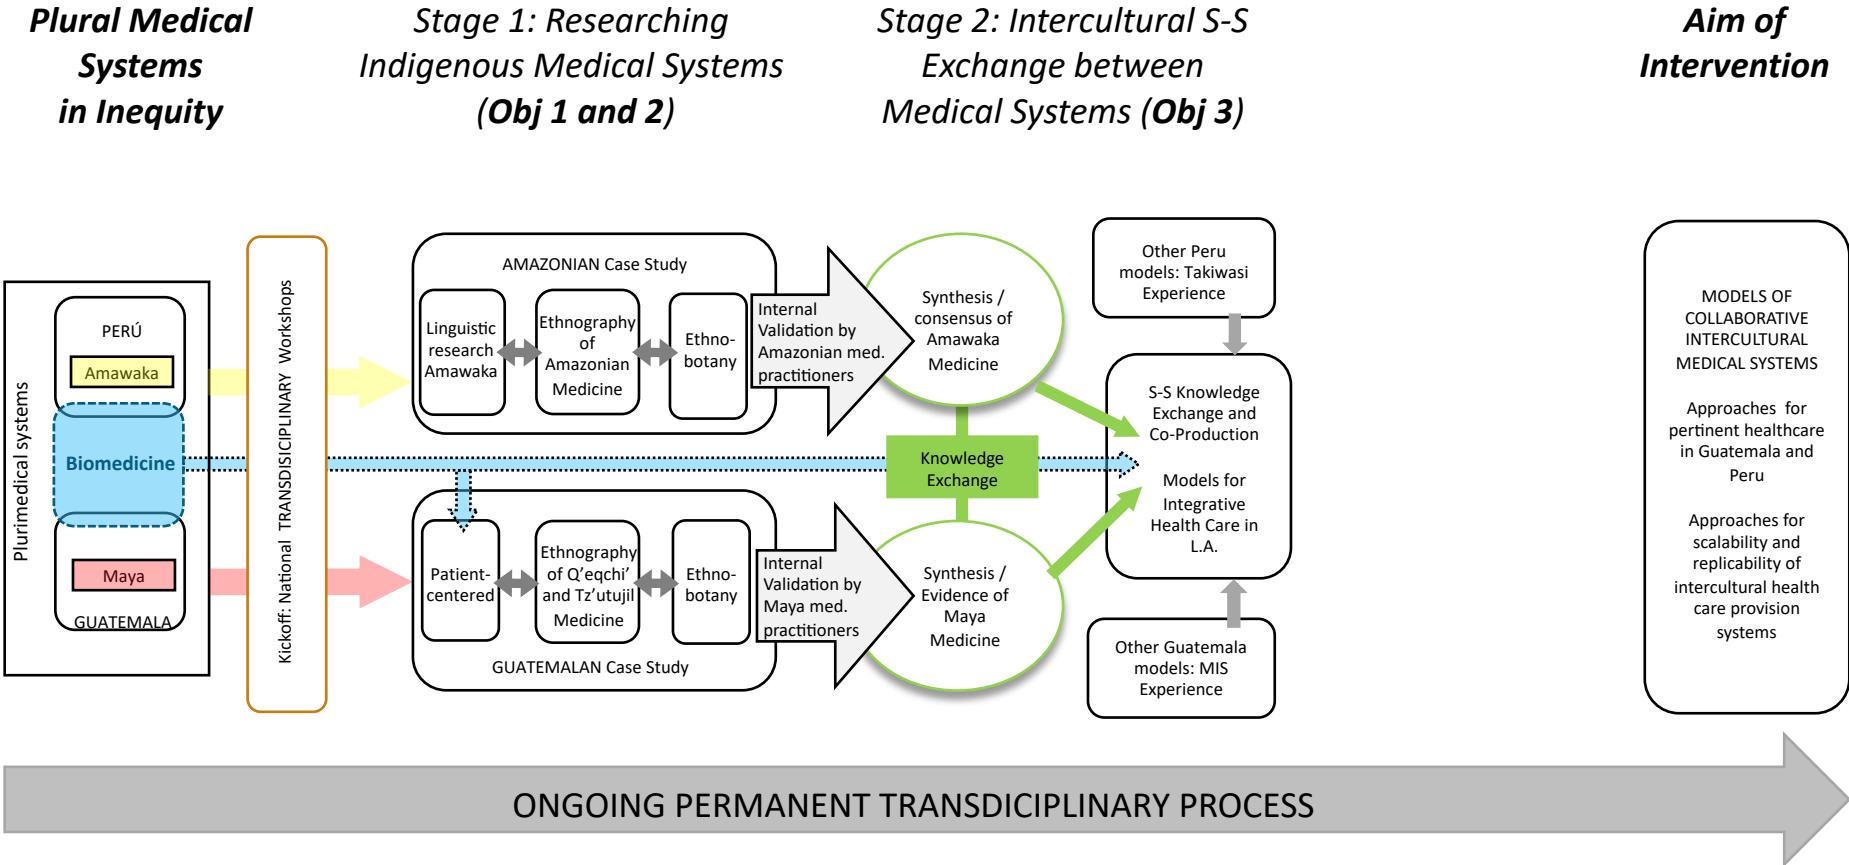 Plural Medical
Systems
in Inequity
Stage 1: Researching
Indigenous Medical Systems
(Obj 1 and 2)
Stage 2: Intercultural S-S
Exchange between
Medical Systems (Obj 3)
Aim of
Intervention
Plurimedical systems
PERÚ
Amawaka
Biomedicine
Maya
GUATEMALA
Kickoff: National TRANSDISICIPLINARY Workshops
AMAZONIAN Case Study
Linguistic
research
Amawaka
Ethnography
of
Amazonian
Medicine
Ethno-
botany
Internal
Validation by
Amazonian med.
practitioners
Synthesis /
consensus of
Amawaka
Medicine
Knowledge
Exchange
Patient-
centered
Ethnography
of Q’eqchi’
and Tz’utujil
Medicine
Ethno-
botany
GUATEMALAN Case Study
Internal
Validation by
Maya med.
practitioners
Synthesis /
Evidence of
Maya
Medicine
Other Peru
models: Takiwasi
Experience
S-S Knowledge
Exchange and
Co-Production
Models for
Integrative
Health Care in
L.A.
Other Guatemala
models: MIS
Experience
MODELS OF
COLLABORATIVE
INTERCULTURAL
MEDICAL SYSTEMS
Approaches for
pertinent healthcare
in Guatemala and
Peru
Approaches for
scalability and
replicability of
intercultural health
care provision
systems
ONGOING PERMANENT TRANSDICIPLINARY PROCESS